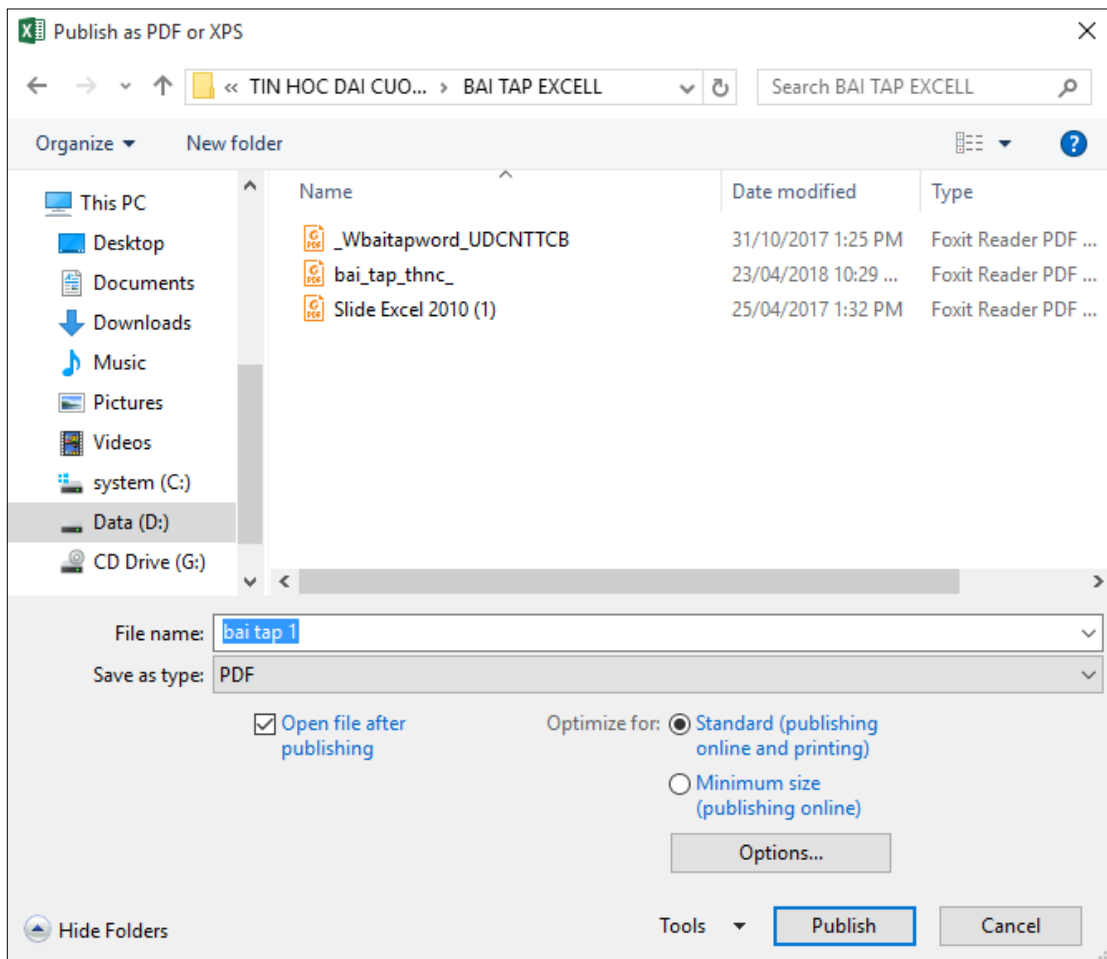 Publish as PDF or XPS
« TIN HOC DAI CUO... › BAI TAP EXCELL
Search BAI TAP EXCELL
Organize
New folder
?
Name
Date modified
Type
This PC
Desktop
Documents
Downloads
Music
Pictures
Videos
system (C:)
Data (D:)
CD Drive (G:)
_Wbaitapword_UDCNTTCB 31/10/2017 1:25 PM Foxit Reader PDF ...
bai_tap_thnc_ 23/04/2018 10:29 ... Foxit Reader PDF ...
Slide Excel 2010 (1) 25/04/2017 1:32 PM Foxit Reader PDF ...
File name: bai tap 1
Save as type: PDF
Open file after
publishing
Optimize for: Standard (publishing
online and printing)
Minimum size
(publishing online)
Options...
Hide Folders
Tools
Publish
Cancel